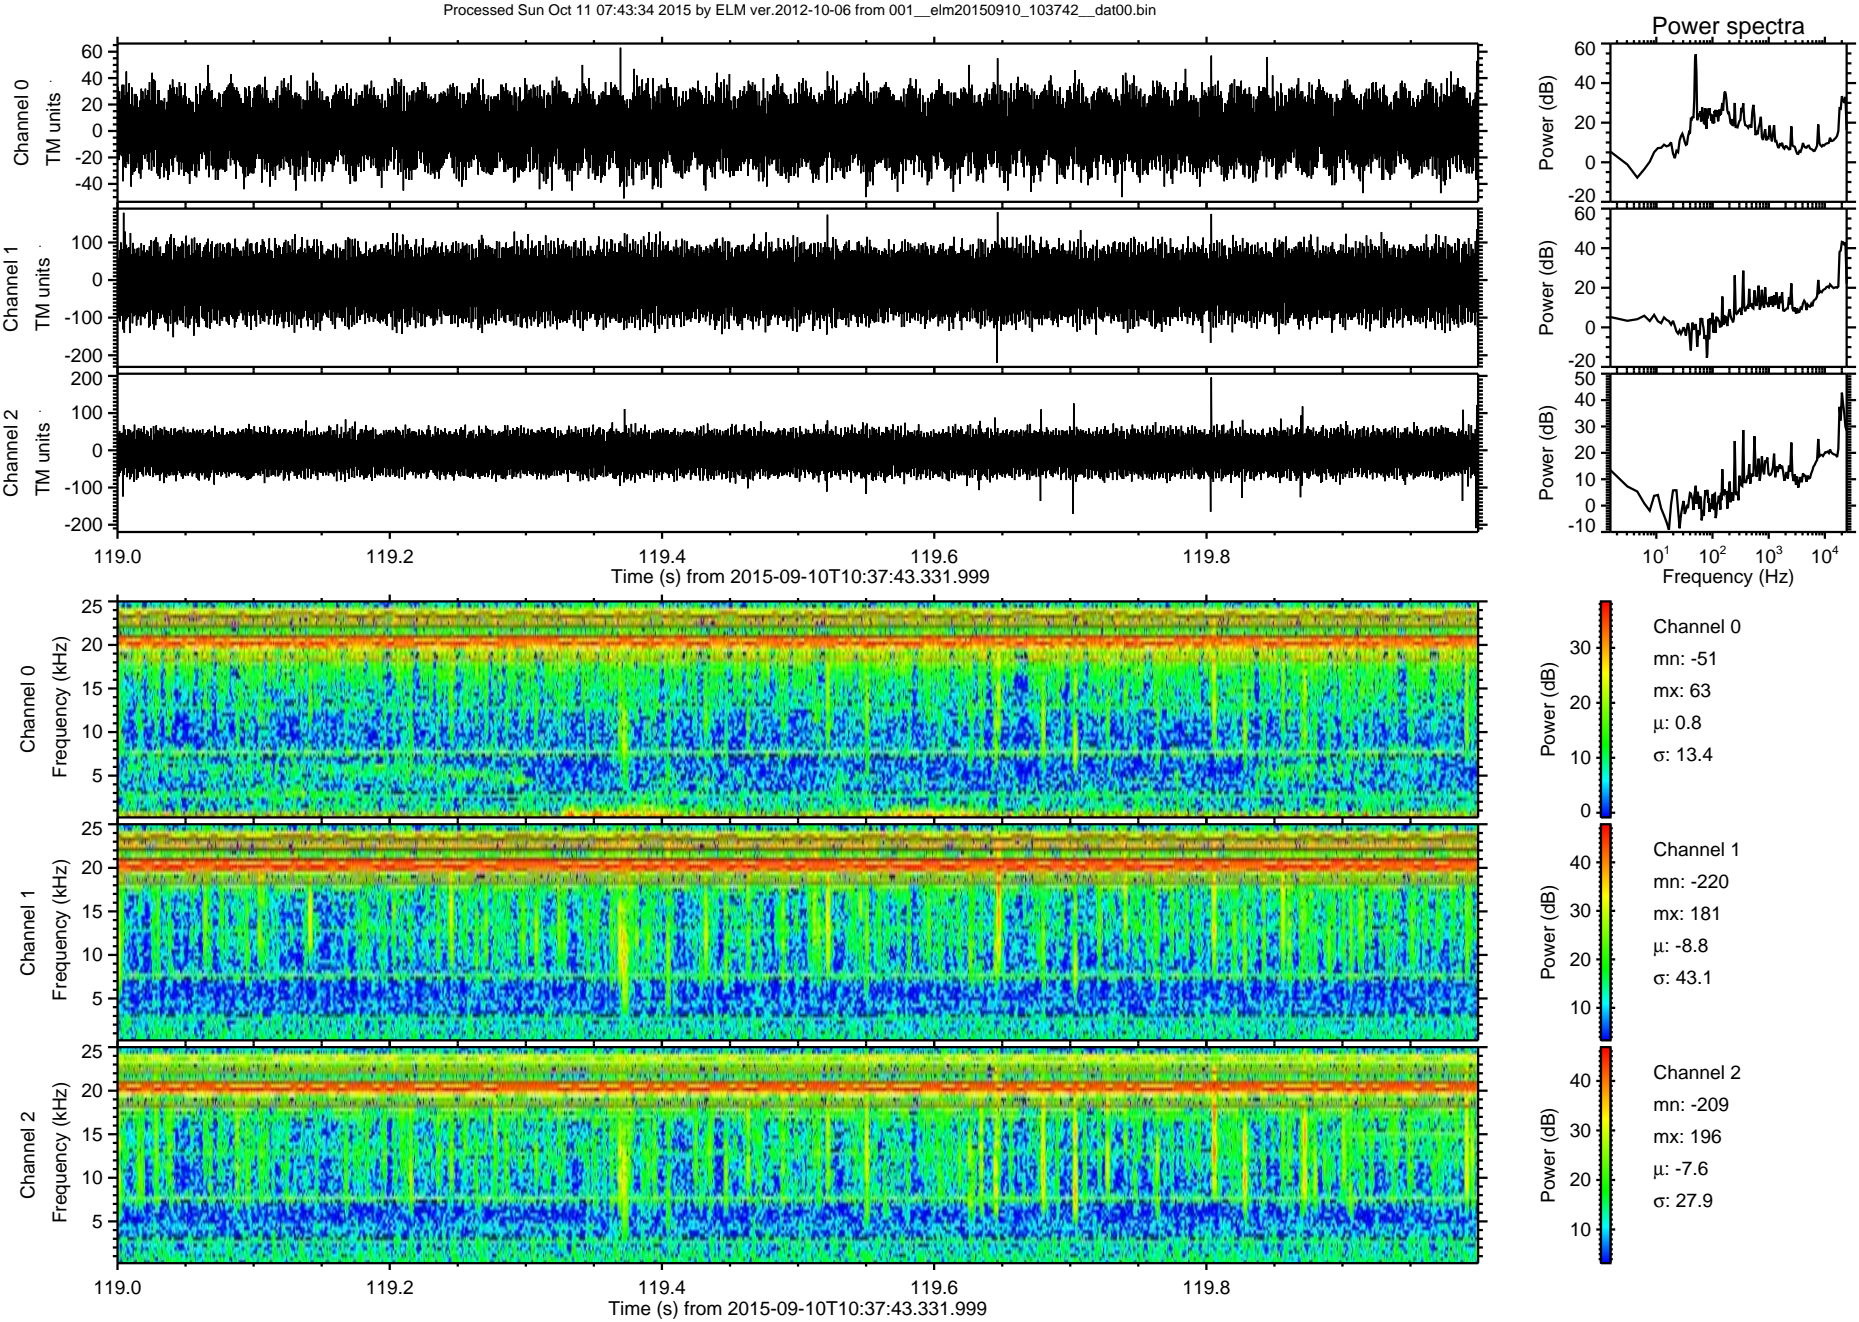 Processed Sun Oct 11 07:43:34 2015 by ELM ver.2012-10-06 from 001__elm20150910_103742__dat00.bin
Power spectra
Channel 0
TM units
60
40
20
0
-20
-40
Power (dB)
60
40
20
0
-20
Channel 1
TM units
100
0
-100
-200
Power (dB)
60
40
20
0
-20
Channel 2
TM units
200
100
0
-100
-200
Power (dB)
50
40
30
20
10
0
-10
119.0 119.2 119.4 119.6 119.8
Time (s) from 2015-09-10T10:37:43.331.999
10^1 10^2 10^3 10^4
Frequency (Hz)
Channel 0
Frequency (kHz)
25
20
15
10
5
Power (dB)
30
20
10
0
Channel 0
mn: -51
mx: 63
μ: 0.8
σ: 13.4
Channel 1
Frequency (kHz)
25
20
15
10
5
Power (dB)
40
30
20
10
Channel 1
mn: -220
mx: 181
μ: -8.8
σ: 43.1
Channel 2
Frequency (kHz)
25
20
15
10
5
Power (dB)
40
30
20
10
Channel 2
mn: -209
mx: 196
μ: -7.6
σ: 27.9
119.0 119.2 119.4 119.6 119.8
Time (s) from 2015-09-10T10:37:43.331.999